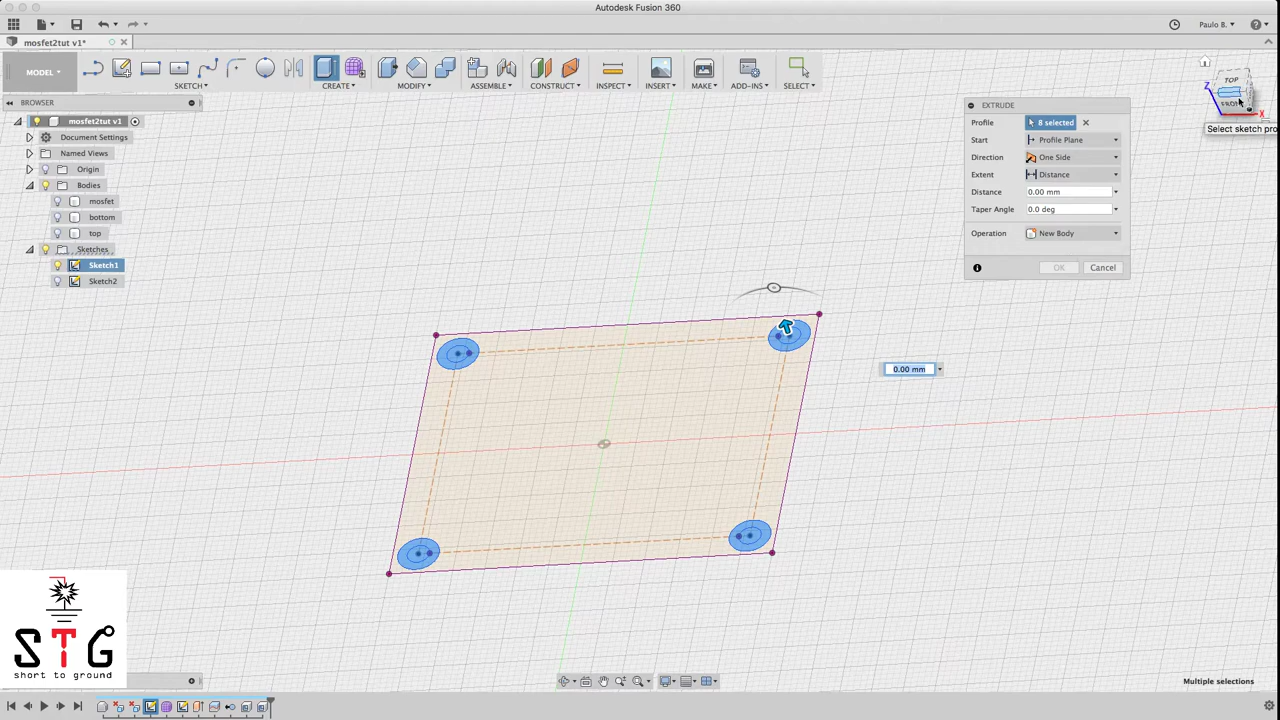 Autodesk Fusion 360
Paulo B.
mosfet2tut v1*
MODEL
SKETCH
CREATE
MODIFY
ASSEMBLE
CONSTRUCT
INSPECT
INSERT
MAKE
ADD-INS
SELECT
BROWSER
mosfet2tut v1
Document Settings
Named Views
Origin
Bodies
mosfet
bottom
top
Sketches
Sketch1
Sketch2
TOP
FRONT
Z
X
Select sketch pro
EXTRUDE
Profile 8 selected
Start Profile Plane
Direction One Side
Extent Distance
Distance 0.00 mm
Taper Angle 0.0 deg
Operation New Body
OK Cancel
0.00 mm
STG
short to ground
Multiple selections